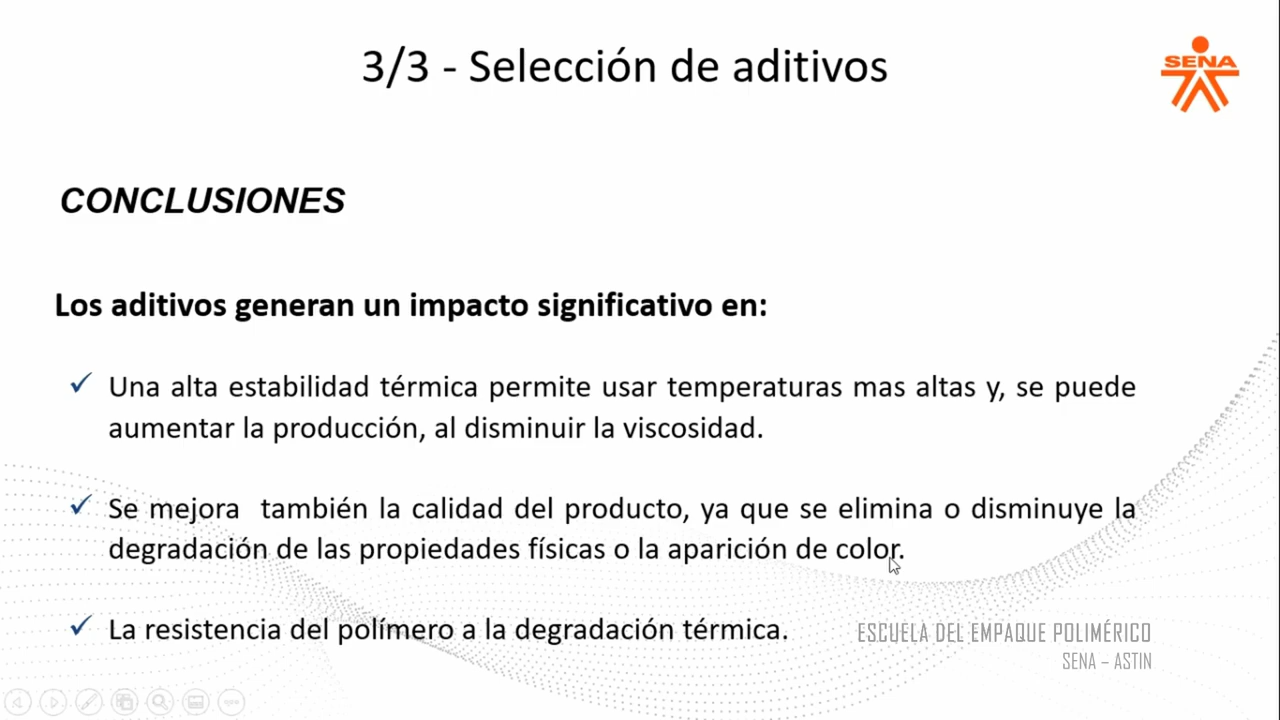 3/3 - Selección de aditivos
SENA
CONCLUSIONES
Los aditivos generan un impacto significativo en:
Una alta estabilidad térmica permite usar temperaturas mas altas y, se puede
aumentar la producción, al disminuir la viscosidad.
Se mejora también la calidad del producto, ya que se elimina o disminuye la
degradación de las propiedades físicas o la aparición de color.
La resistencia del polímero a la degradación térmica.
ESCUELA DEL EMPAQUE POLIMÉRICO
SENA – ASTIN